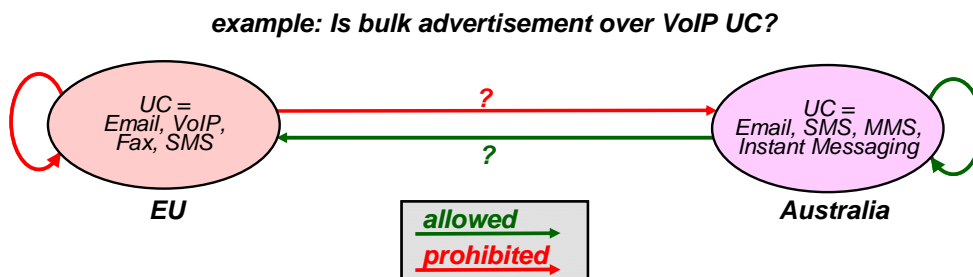 example: Is bulk advertisement over VoIP UC?
UC =
Email, VoIP,
Fax, SMS
?
?
UC =
Email, SMS, MMS,
Instant Messaging
EU
Australia
allowed
prohibited